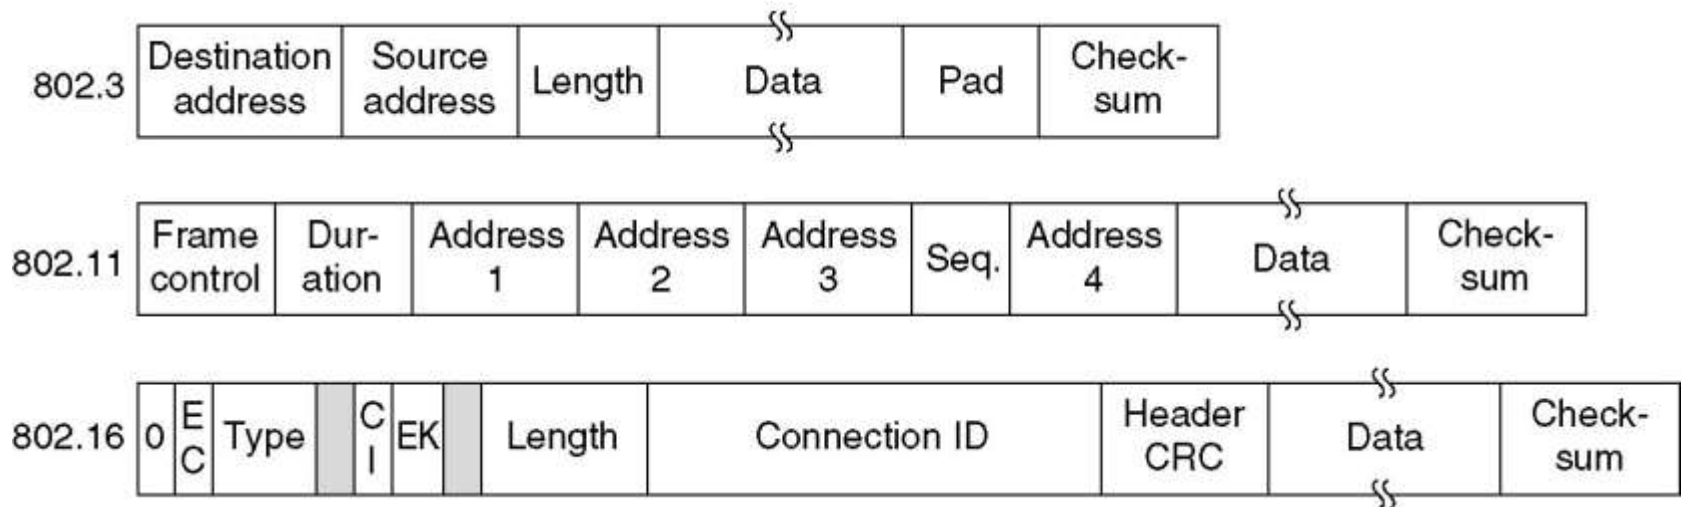 802.3 Destination address Source address Length Data Pad Check-sum
802.11 Frame control Dur-ation Address 1 Address 2 Address 3 Seq. Address 4 Data Check-sum
802.16 0 EC Type CI EK Length Connection ID Header CRC Data Check-sum